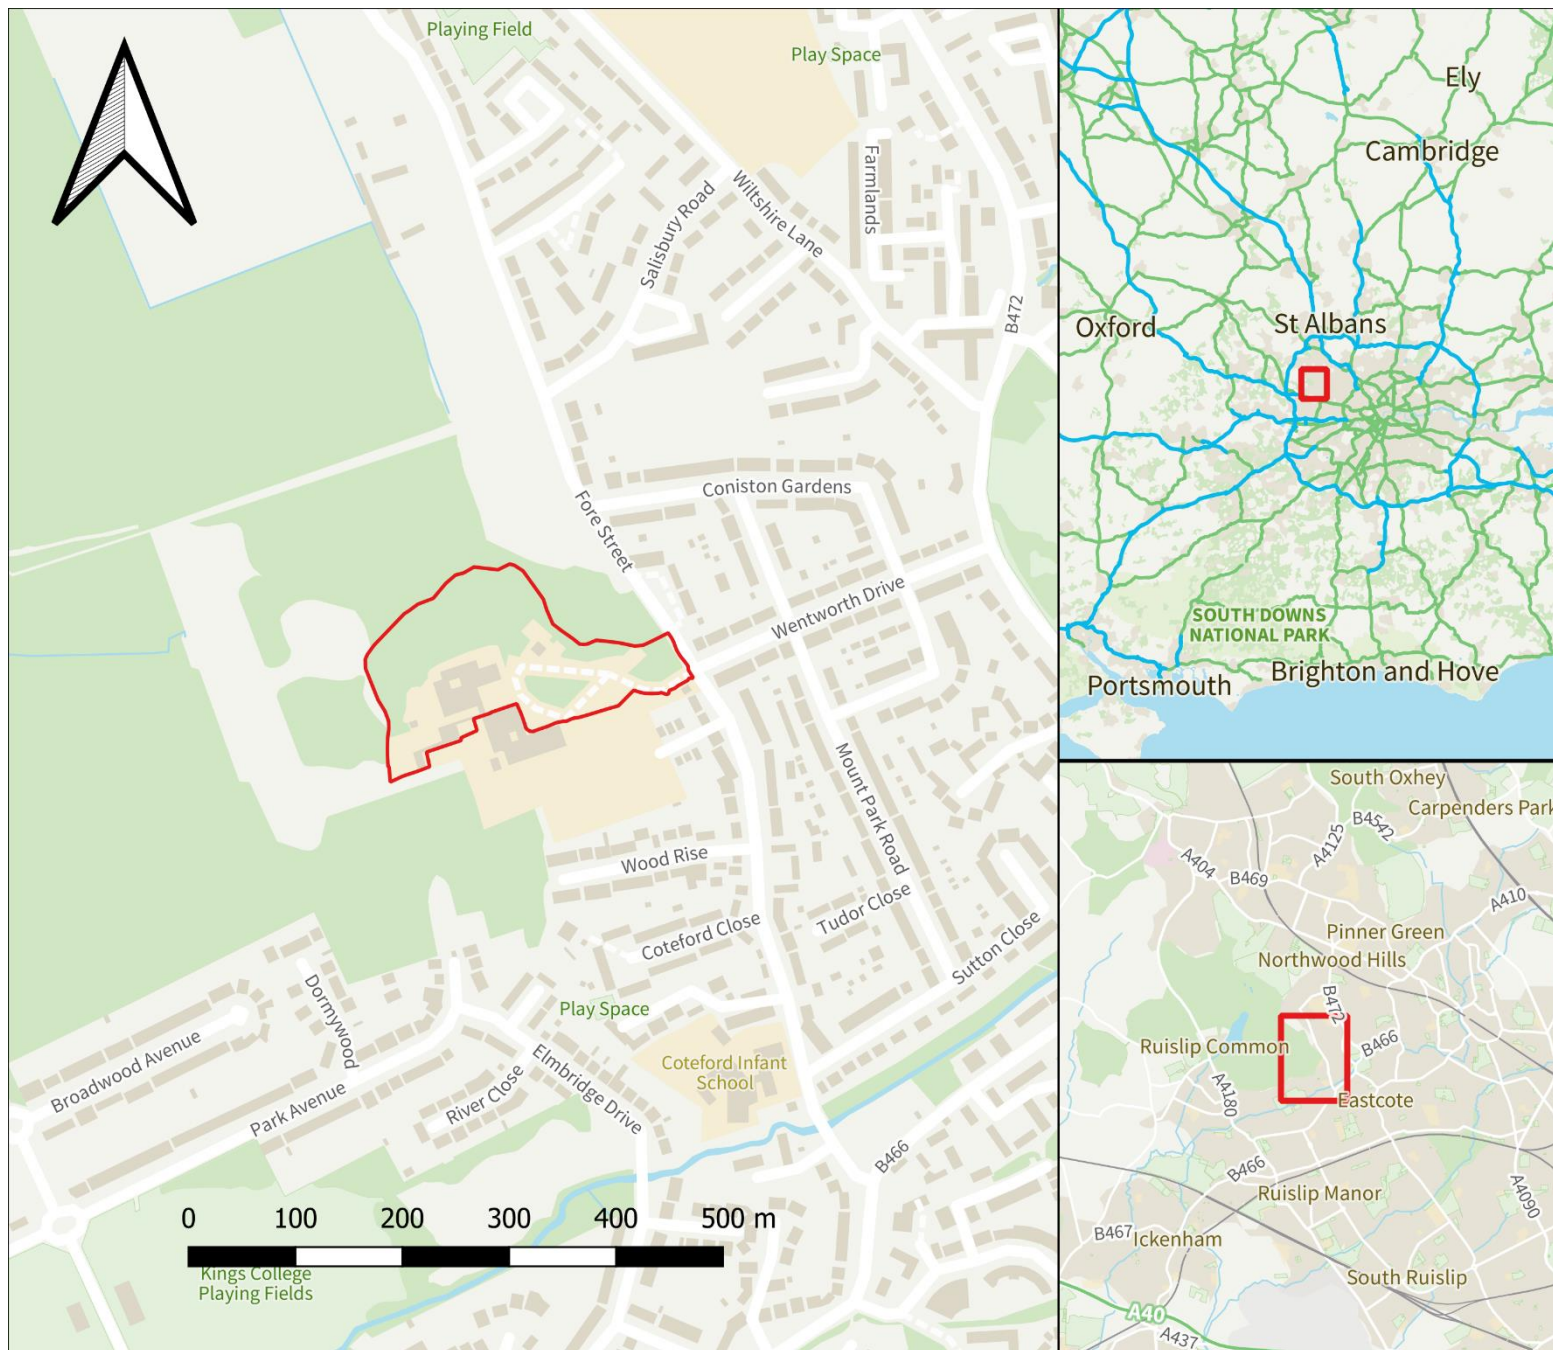 Playing Field
Play Space
Farmlands
Salisbury Road
Wiltshire Lane
B472
Coniston Gardens
Fore Street
Wentworth Drive
Mount Park Road
Wood Rise
Tudor Close
Coteford Close
Sutton Close
Dormywood
Play Space
Broadwood Avenue
Park Avenue
River Close
Elmbridge Drive
Coteford Infant
School
B466
0 100 200 300 400 500 m
Kings College
Playing Fields
Ely
Cambridge
Oxford
St Albans
SOUTH DOWNS
NATIONAL PARK
Brighton and Hove
Portsmouth
South Oxhey
Carpenders Park
B4542
A4125
A404
B469
A410
Pinner Green
Northwood Hills
B472
Ruislip Common
B466
A4180
Eastcote
B466
Ruislip Manor
A4090
B467
Ickenham
South Ruislip
A40
A437